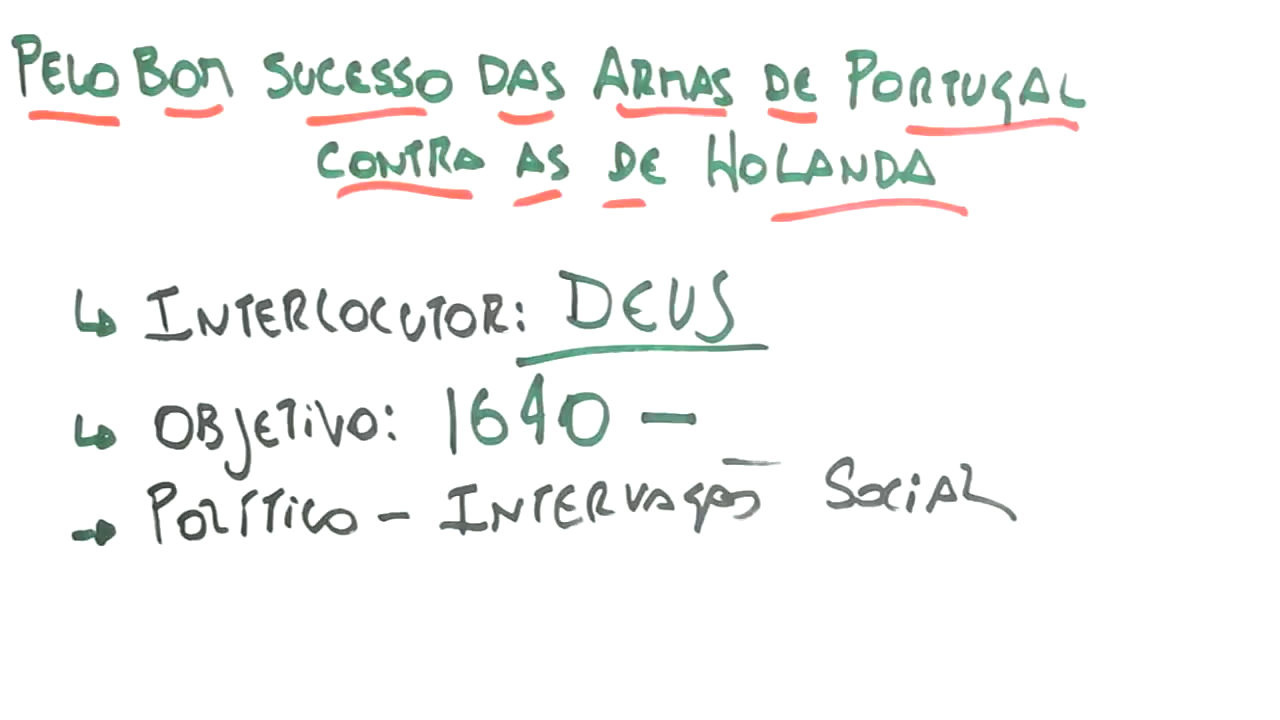 PELO BOM SUCESSO DAS ARMAS DE PORTUGAL
CONTRA AS DE HOLANDA
↳ INTERLOCUTOR: DEUS
↳ OBJETIVO: 1640 —
→ POLÍTICO - INTERVAÇÃO SOCIAL